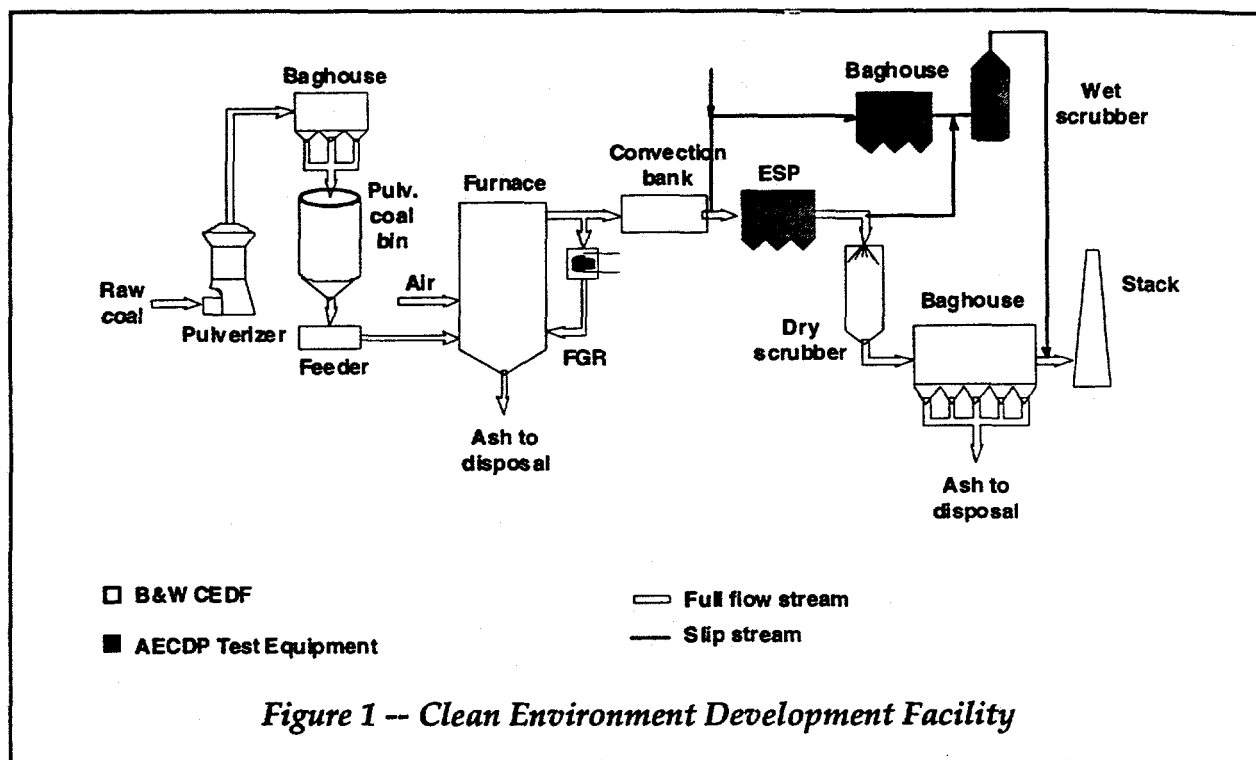 Baghouse
Pulv.
coal
bin
Raw
coal
Pulverizer
Feeder
Air
Furnace
FGR
Ash to
disposal
Convection
bank
ESP
Baghouse
Wet
scrubber
Dry
scrubber
Baghouse
Stack
Ash to
disposal
B&W CEDF
AECDP Test Equipment
Full flow stream
Slip stream
Figure 1 -- Clean Environment Development Facility